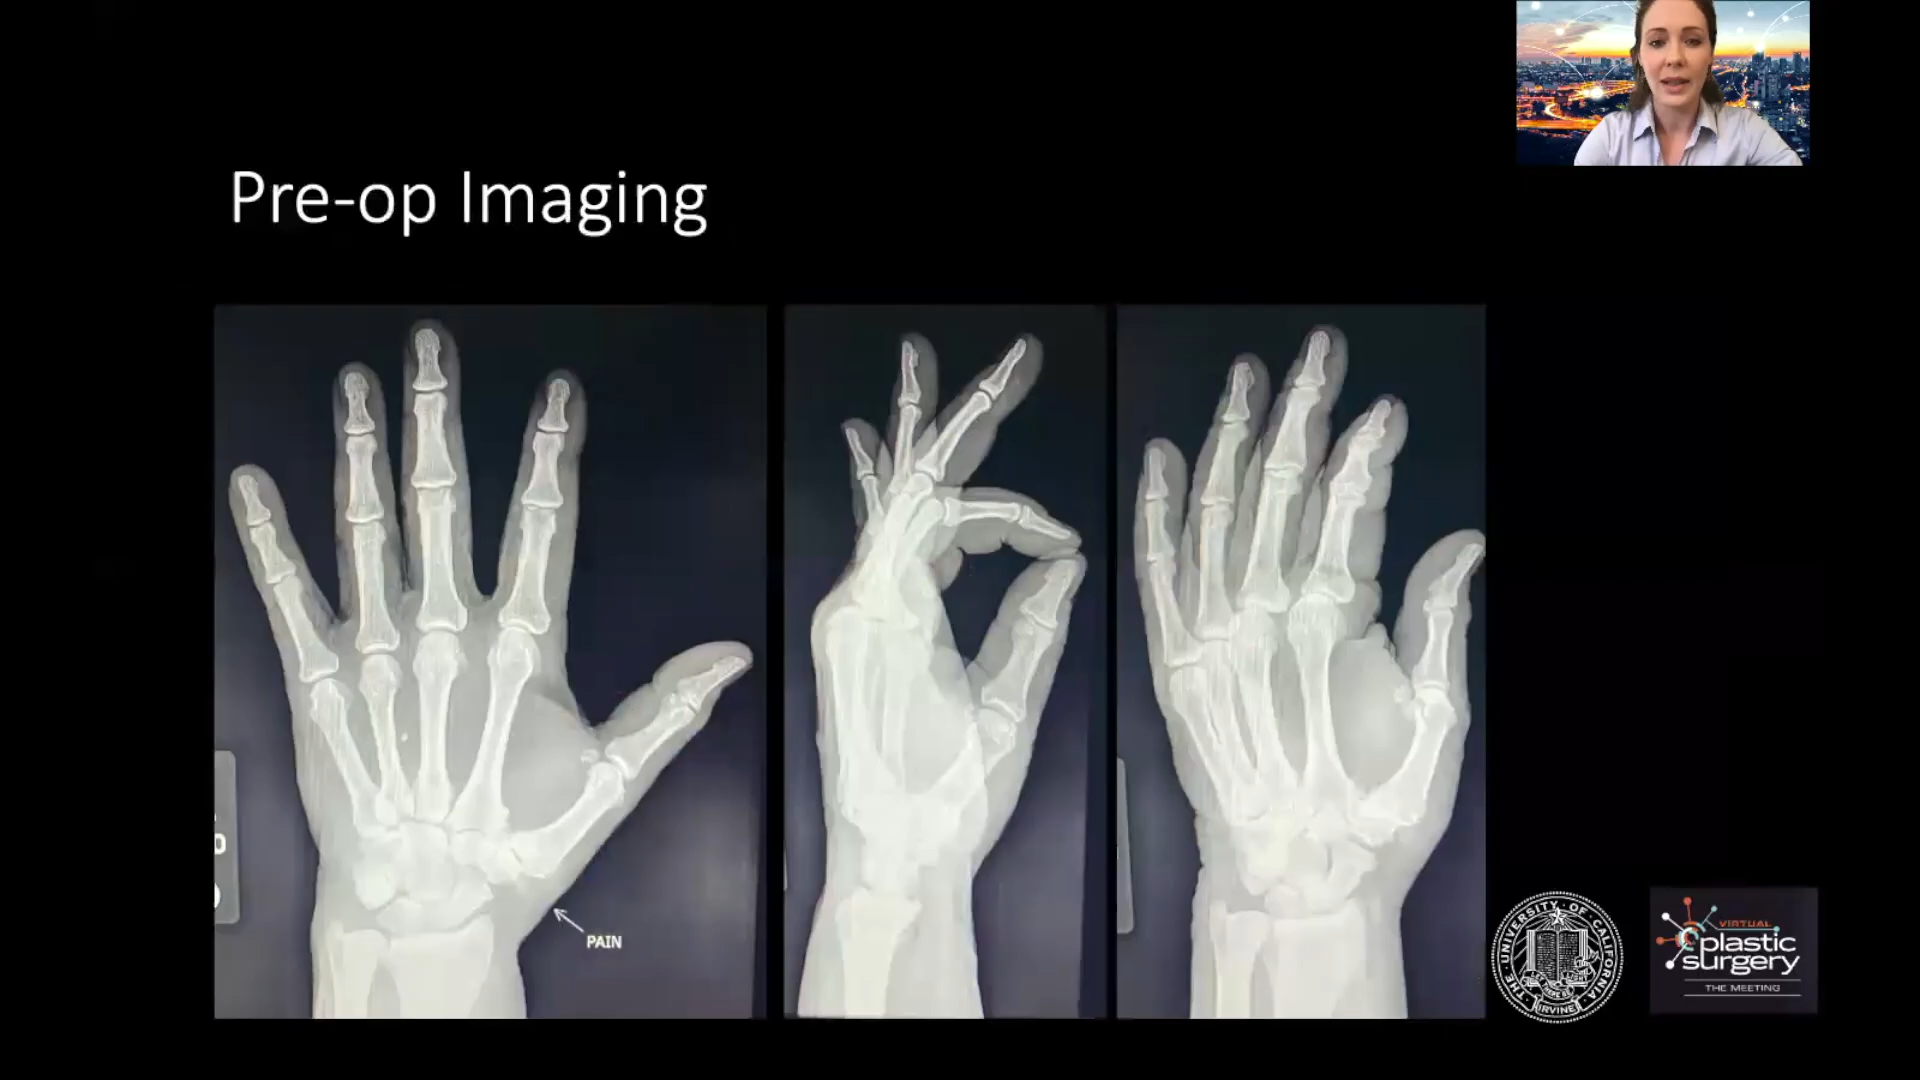 Pre-op Imaging
PAIN
THE UNIVERSITY OF CALIFORNIA
IRVINE
VIRTUAL
plastic
surgery
THE MEETING